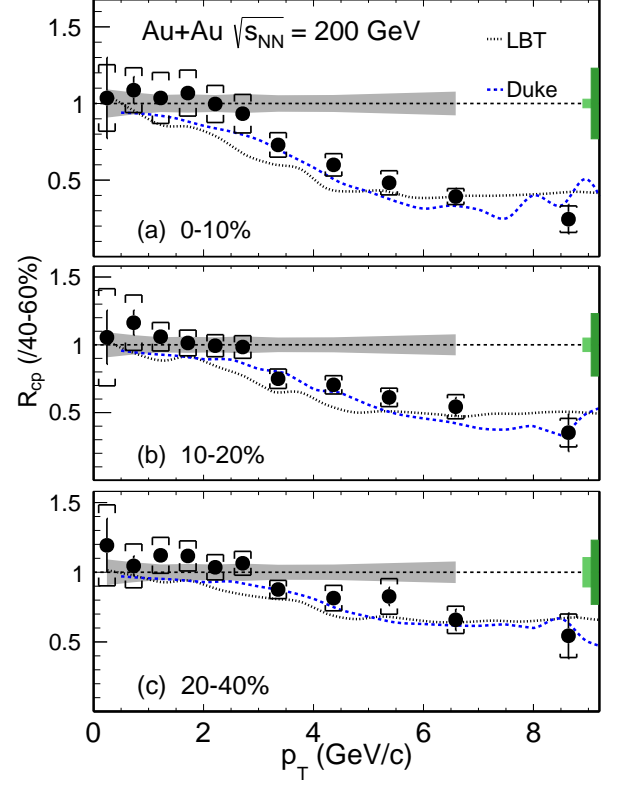 Au+Au √s_NN = 200 GeV
LBT
Duke
1.5
1
0.5
(a) 0-10%
R_cp (/40-60%)
1.5
1
0.5
(b) 10-20%
1.5
1
0.5
(c) 20-40%
0 2 4 6 8
p_T (GeV/c)